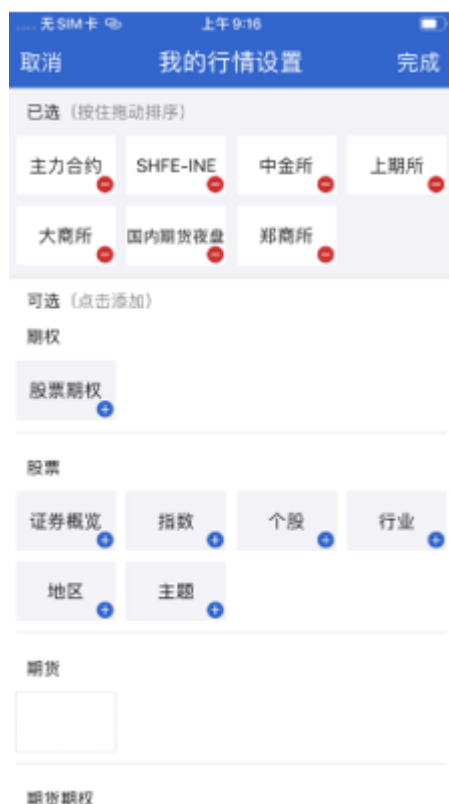 ..... 无SIM卡 上午9:16
取消 我的行情设置 完成
已选（按住拖动排序）
主力合约 SHFE-INE 中金所 上期所
大商所 国内期货夜盘 郑商所
可选（点击添加）
期权
股票期权
股票
证券概览 指数 个股 行业
地区 主题
期货
期货期权